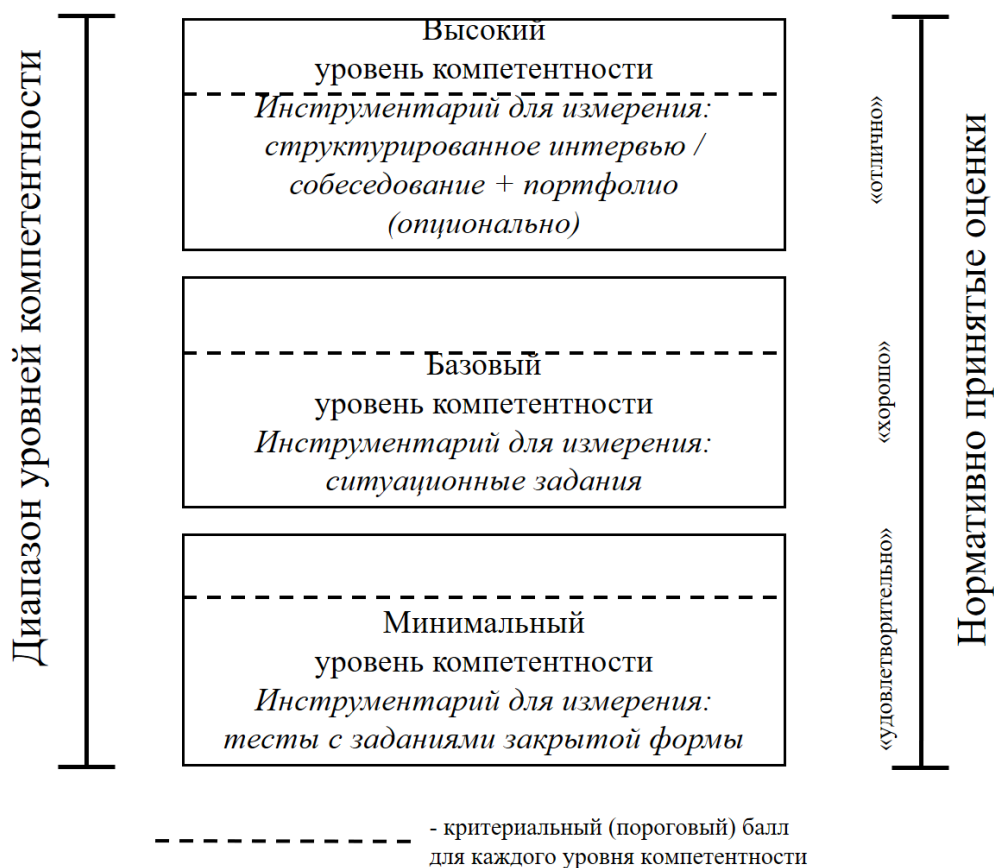 Диапазон уровней компетентности
Высокий
уровень компетентности
Инструментарий для измерения:
структурированное интервью /
собеседование + портфолио
(опционально)
Базовый
уровень компетентности
Инструментарий для измерения:
ситуационные задания
Минимальный
уровень компетентности
Инструментарий для измерения:
тесты с заданиями закрытой формы
«отлично»
«хорошо»
«удовлетворительно»
Нормативно принятые оценки
- критериальный (пороговый) балл
для каждого уровня компетентности